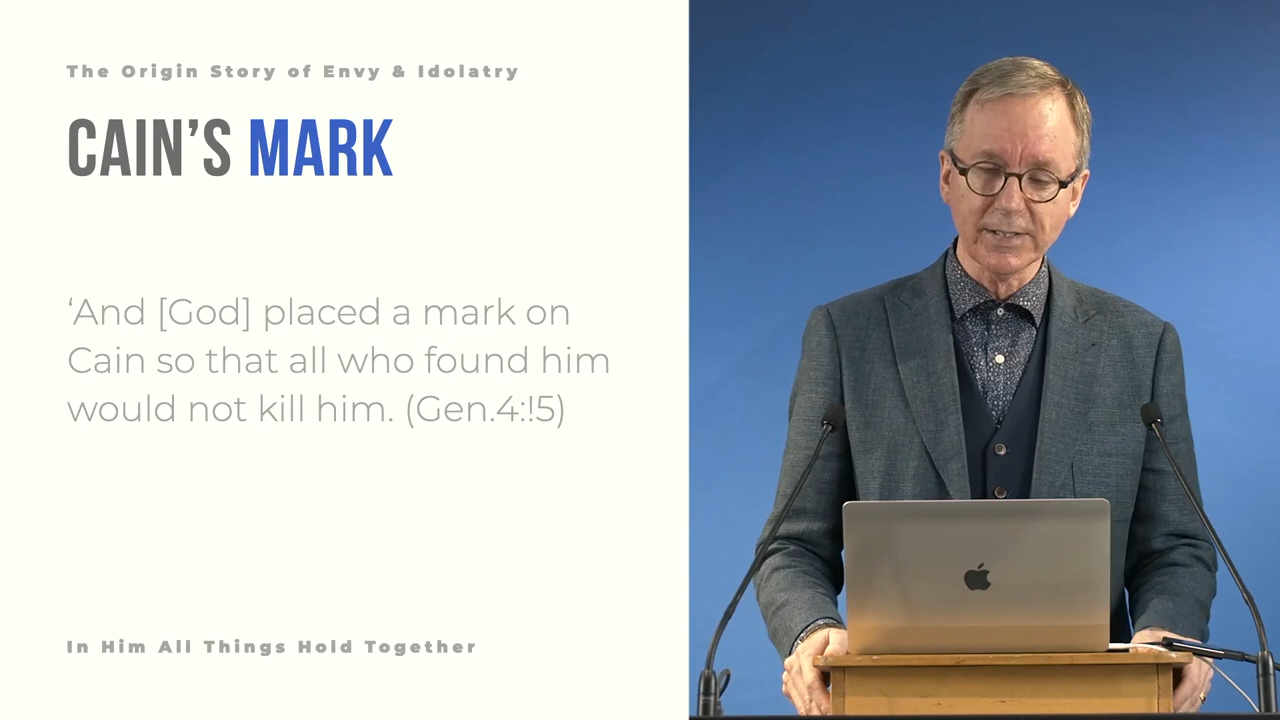 The Origin Story of Envy & Idolatry
CAIN’S MARK
‘And [God] placed a mark on
Cain so that all who found him
would not kill him. (Gen.4:!5)
In Him All Things Hold Together